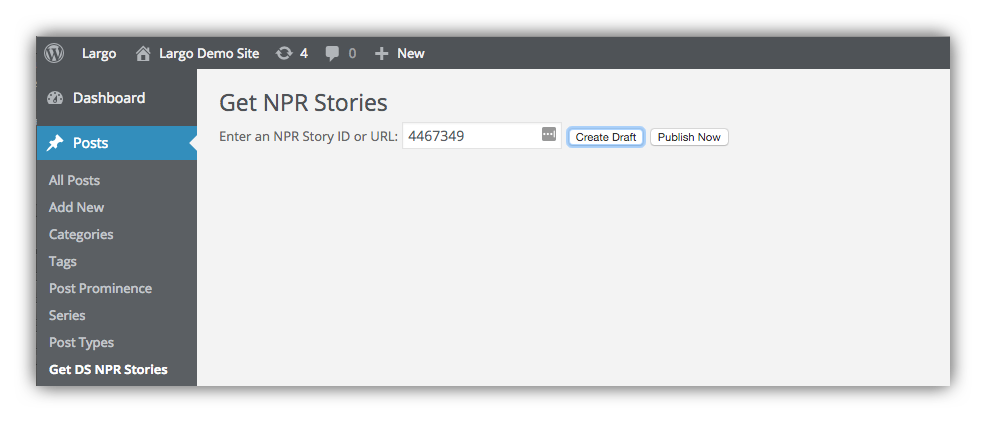 Largo Largo Demo Site 4 0 New
Dashboard
Posts
All Posts
Add New
Categories
Tags
Post Prominence
Series
Post Types
Get DS NPR Stories
Get NPR Stories
Enter an NPR Story ID or URL: 4467349 Create Draft Publish Now